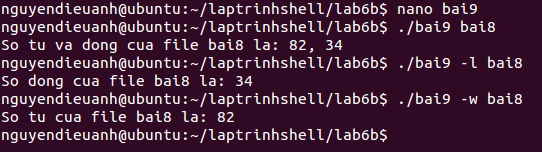 nguyendieuanh@ubuntu:~/laptrinhshell/lab6b$ nano bai9
nguyendieuanh@ubuntu:~/laptrinhshell/lab6b$ ./bai9 bai8
So tu va dong cua file bai8 la: 82, 34
nguyendieuanh@ubuntu:~/laptrinhshell/lab6b$ ./bai9 -l bai8
So dong cua file bai8 la: 34
nguyendieuanh@ubuntu:~/laptrinhshell/lab6b$ ./bai9 -w bai8
So tu cua file bai8 la: 82
nguyendieuanh@ubuntu:~/laptrinhshell/lab6b$